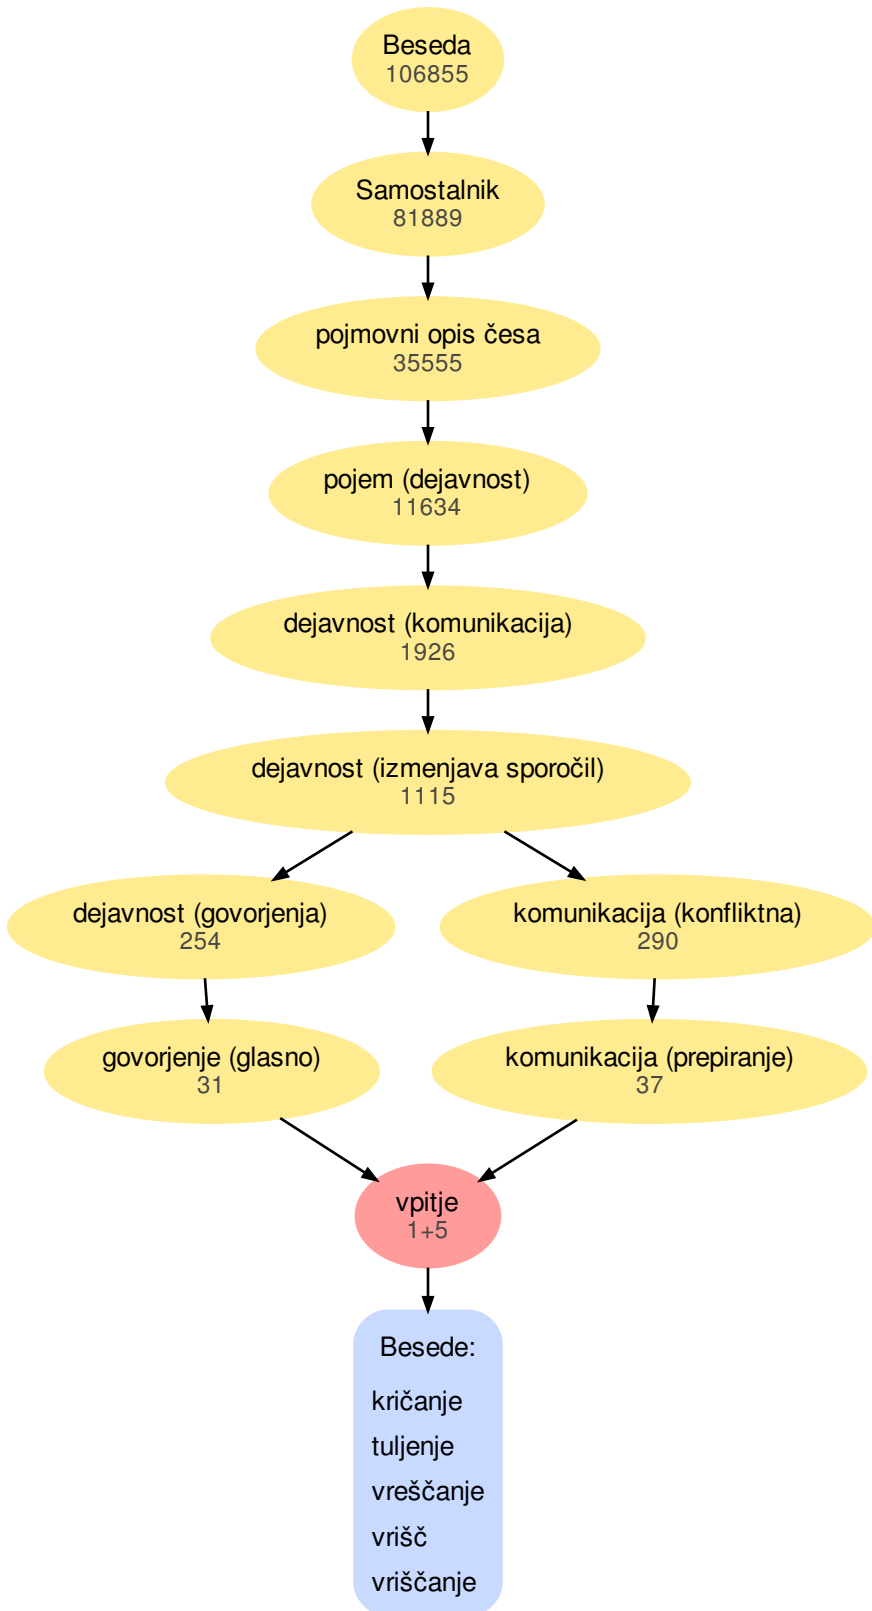 Beseda
106855
Samostalnik
81889
pojmovni opis česa
35555
pojem (dejavnost)
11634
dejavnost (komunikacija)
1926
dejavnost (izmenjava sporočil)
1115
dejavnost (govorjenja)
254
komunikacija (konfliktna)
290
govorjenje (glasno)
31
komunikacija (prepiranje)
37
vpitje
1+5
Besede:
kričanje
tuljenje
vreščanje
vrišč
vriščanje